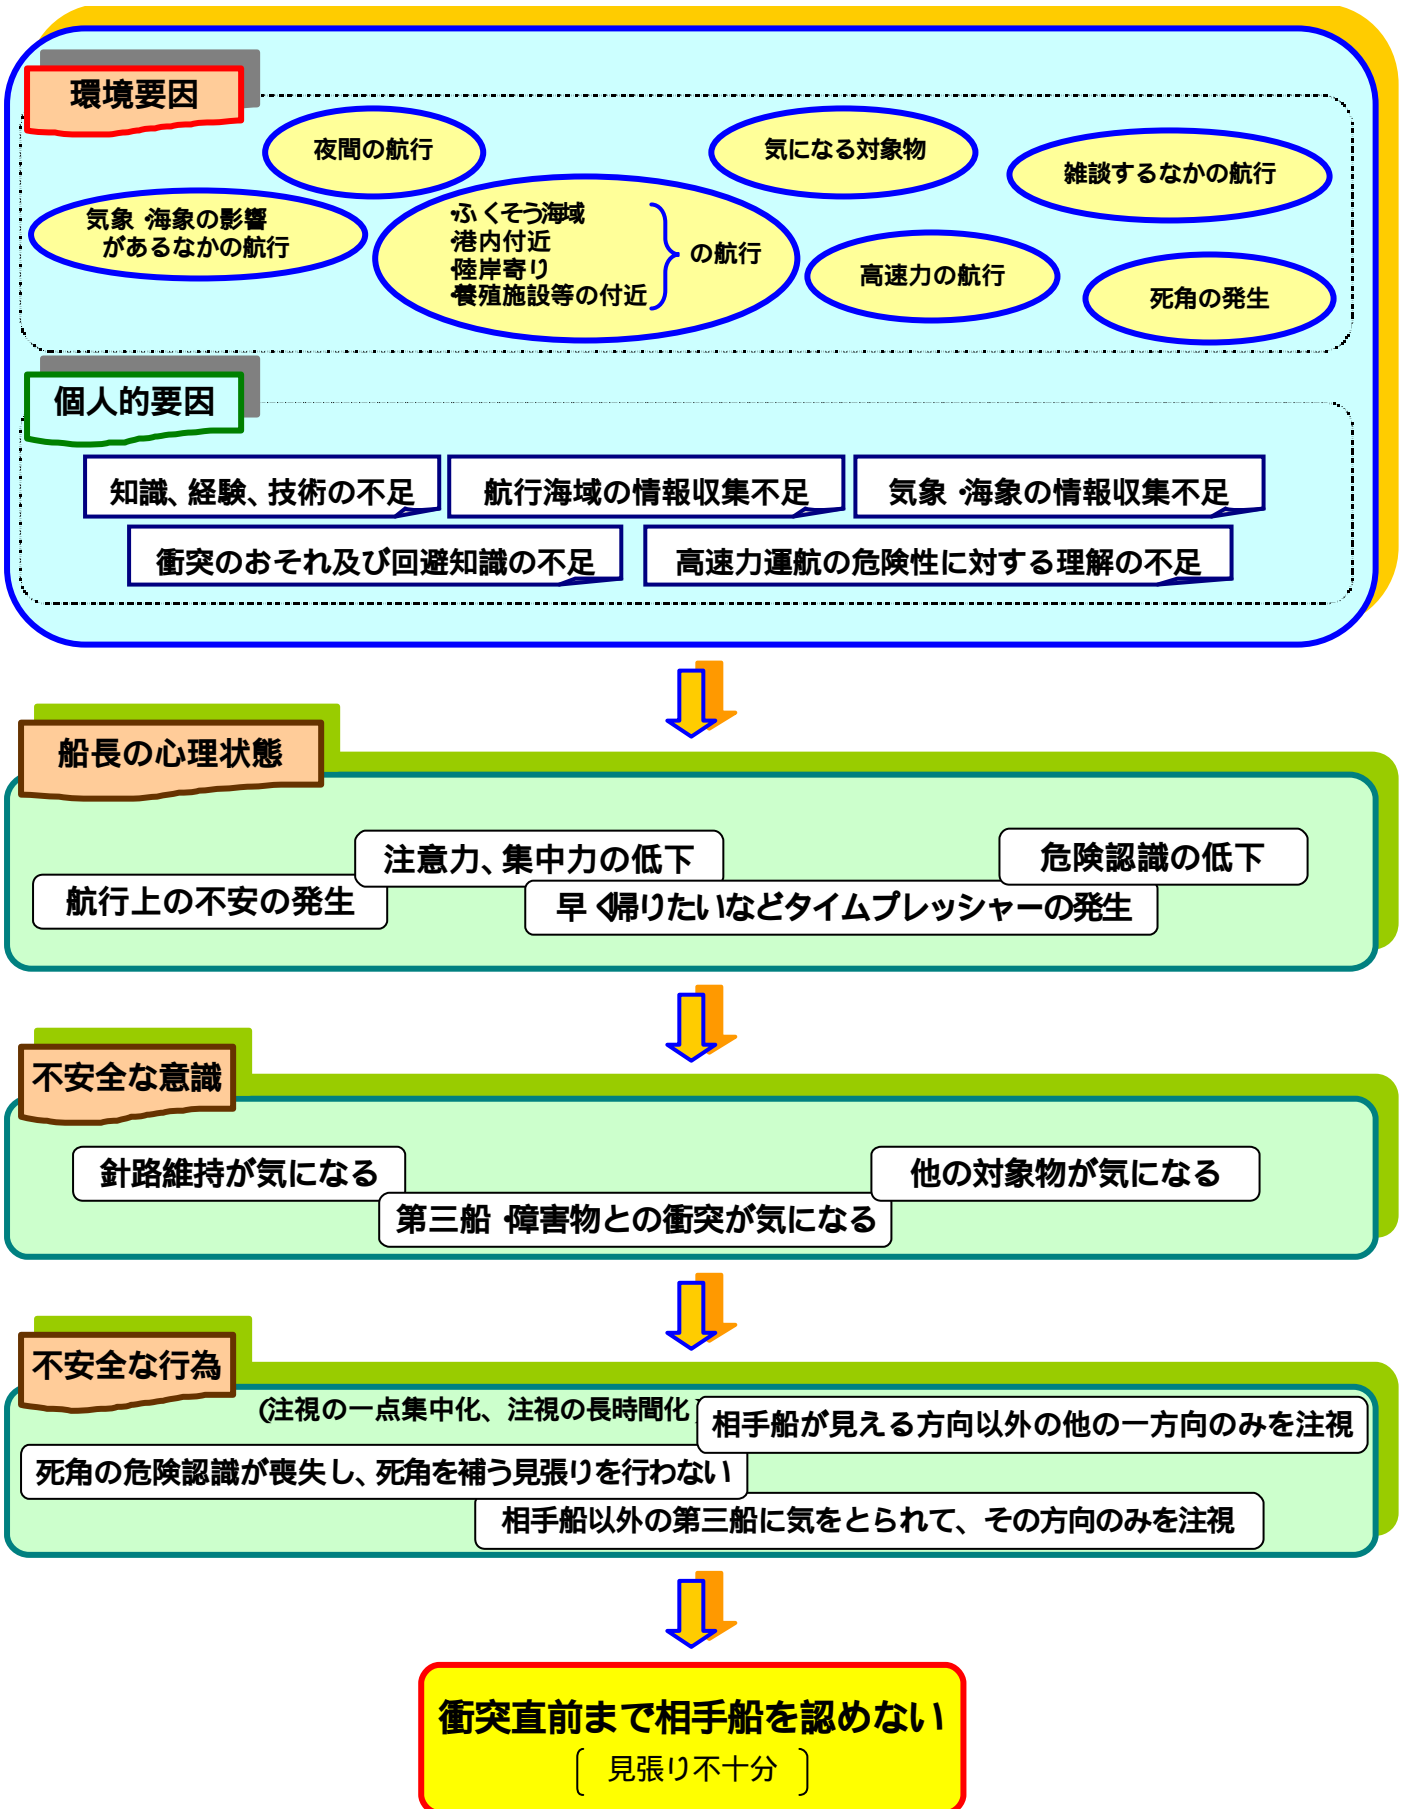 環境要因
夜間の航行
気になる対象物
雑談するなかの航行
気象・海象の影響
があるなかの航行
・ふくそう海域
・港内付近
・陸岸寄り
・養殖施設等の付近
の航行
高速力の航行
死角の発生
個人的要因
知識、経験、技術の不足
航行海域の情報収集不足
気象・海象の情報収集不足
衝突のおそれ及び回避知識の不足
高速力運航の危険性に対する理解の不足
船長の心理状態
注意力、集中力の低下
危険認識の低下
航行上の不安の発生
早く帰りたいなどタイムプレッシャーの発生
不安全な意識
針路維持が気になる
他の対象物が気になる
第三船・障害物との衝突が気になる
不安全な行為
(注視の一点集中化、注視の長時間化)
相手船が見える方向以外の他の一方向のみを注視
死角の危険認識が喪失し、死角を補う見張りを行わない
相手船以外の第三船に気をとられて、その方向のみを注視
衝突直前まで相手船を認めない
〔 見張り不十分 〕